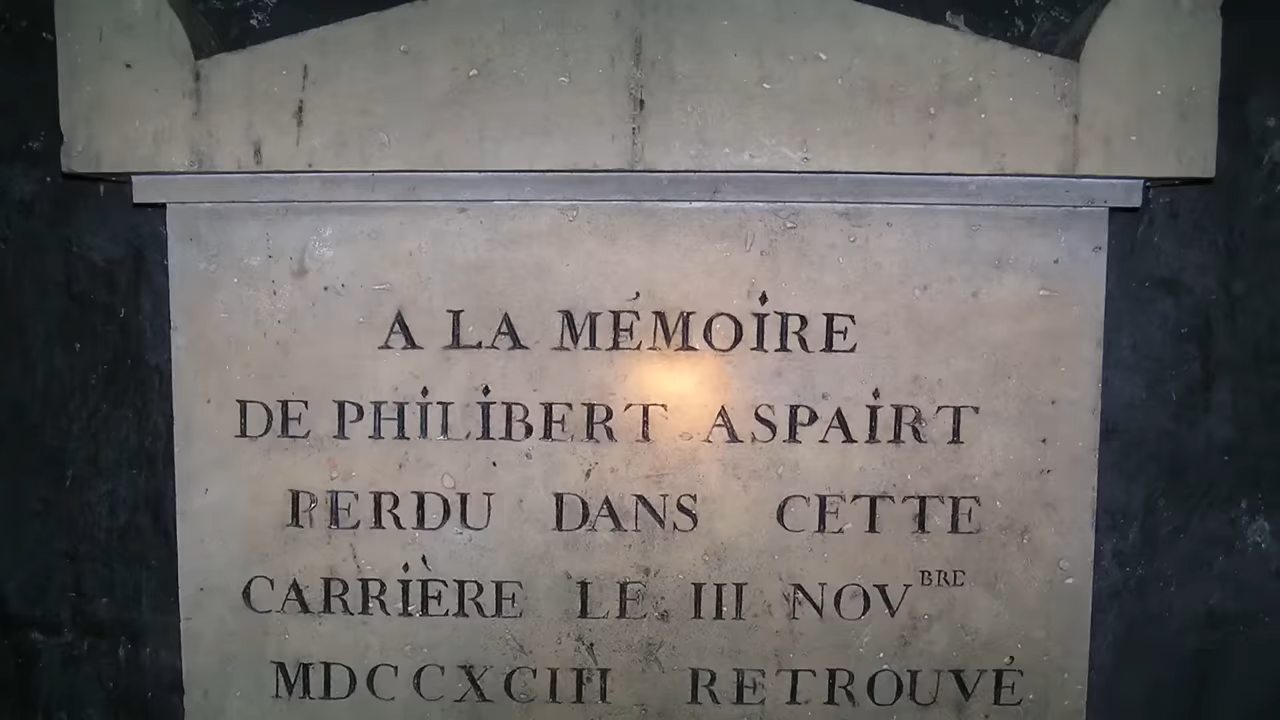 A LA MÉMOIRE
DE PHILIBERT ASPAIRT
PERDU DANS CETTE
CARRIÈRE LE III NOVBRE
MDCCXCIII RETROUVÉ